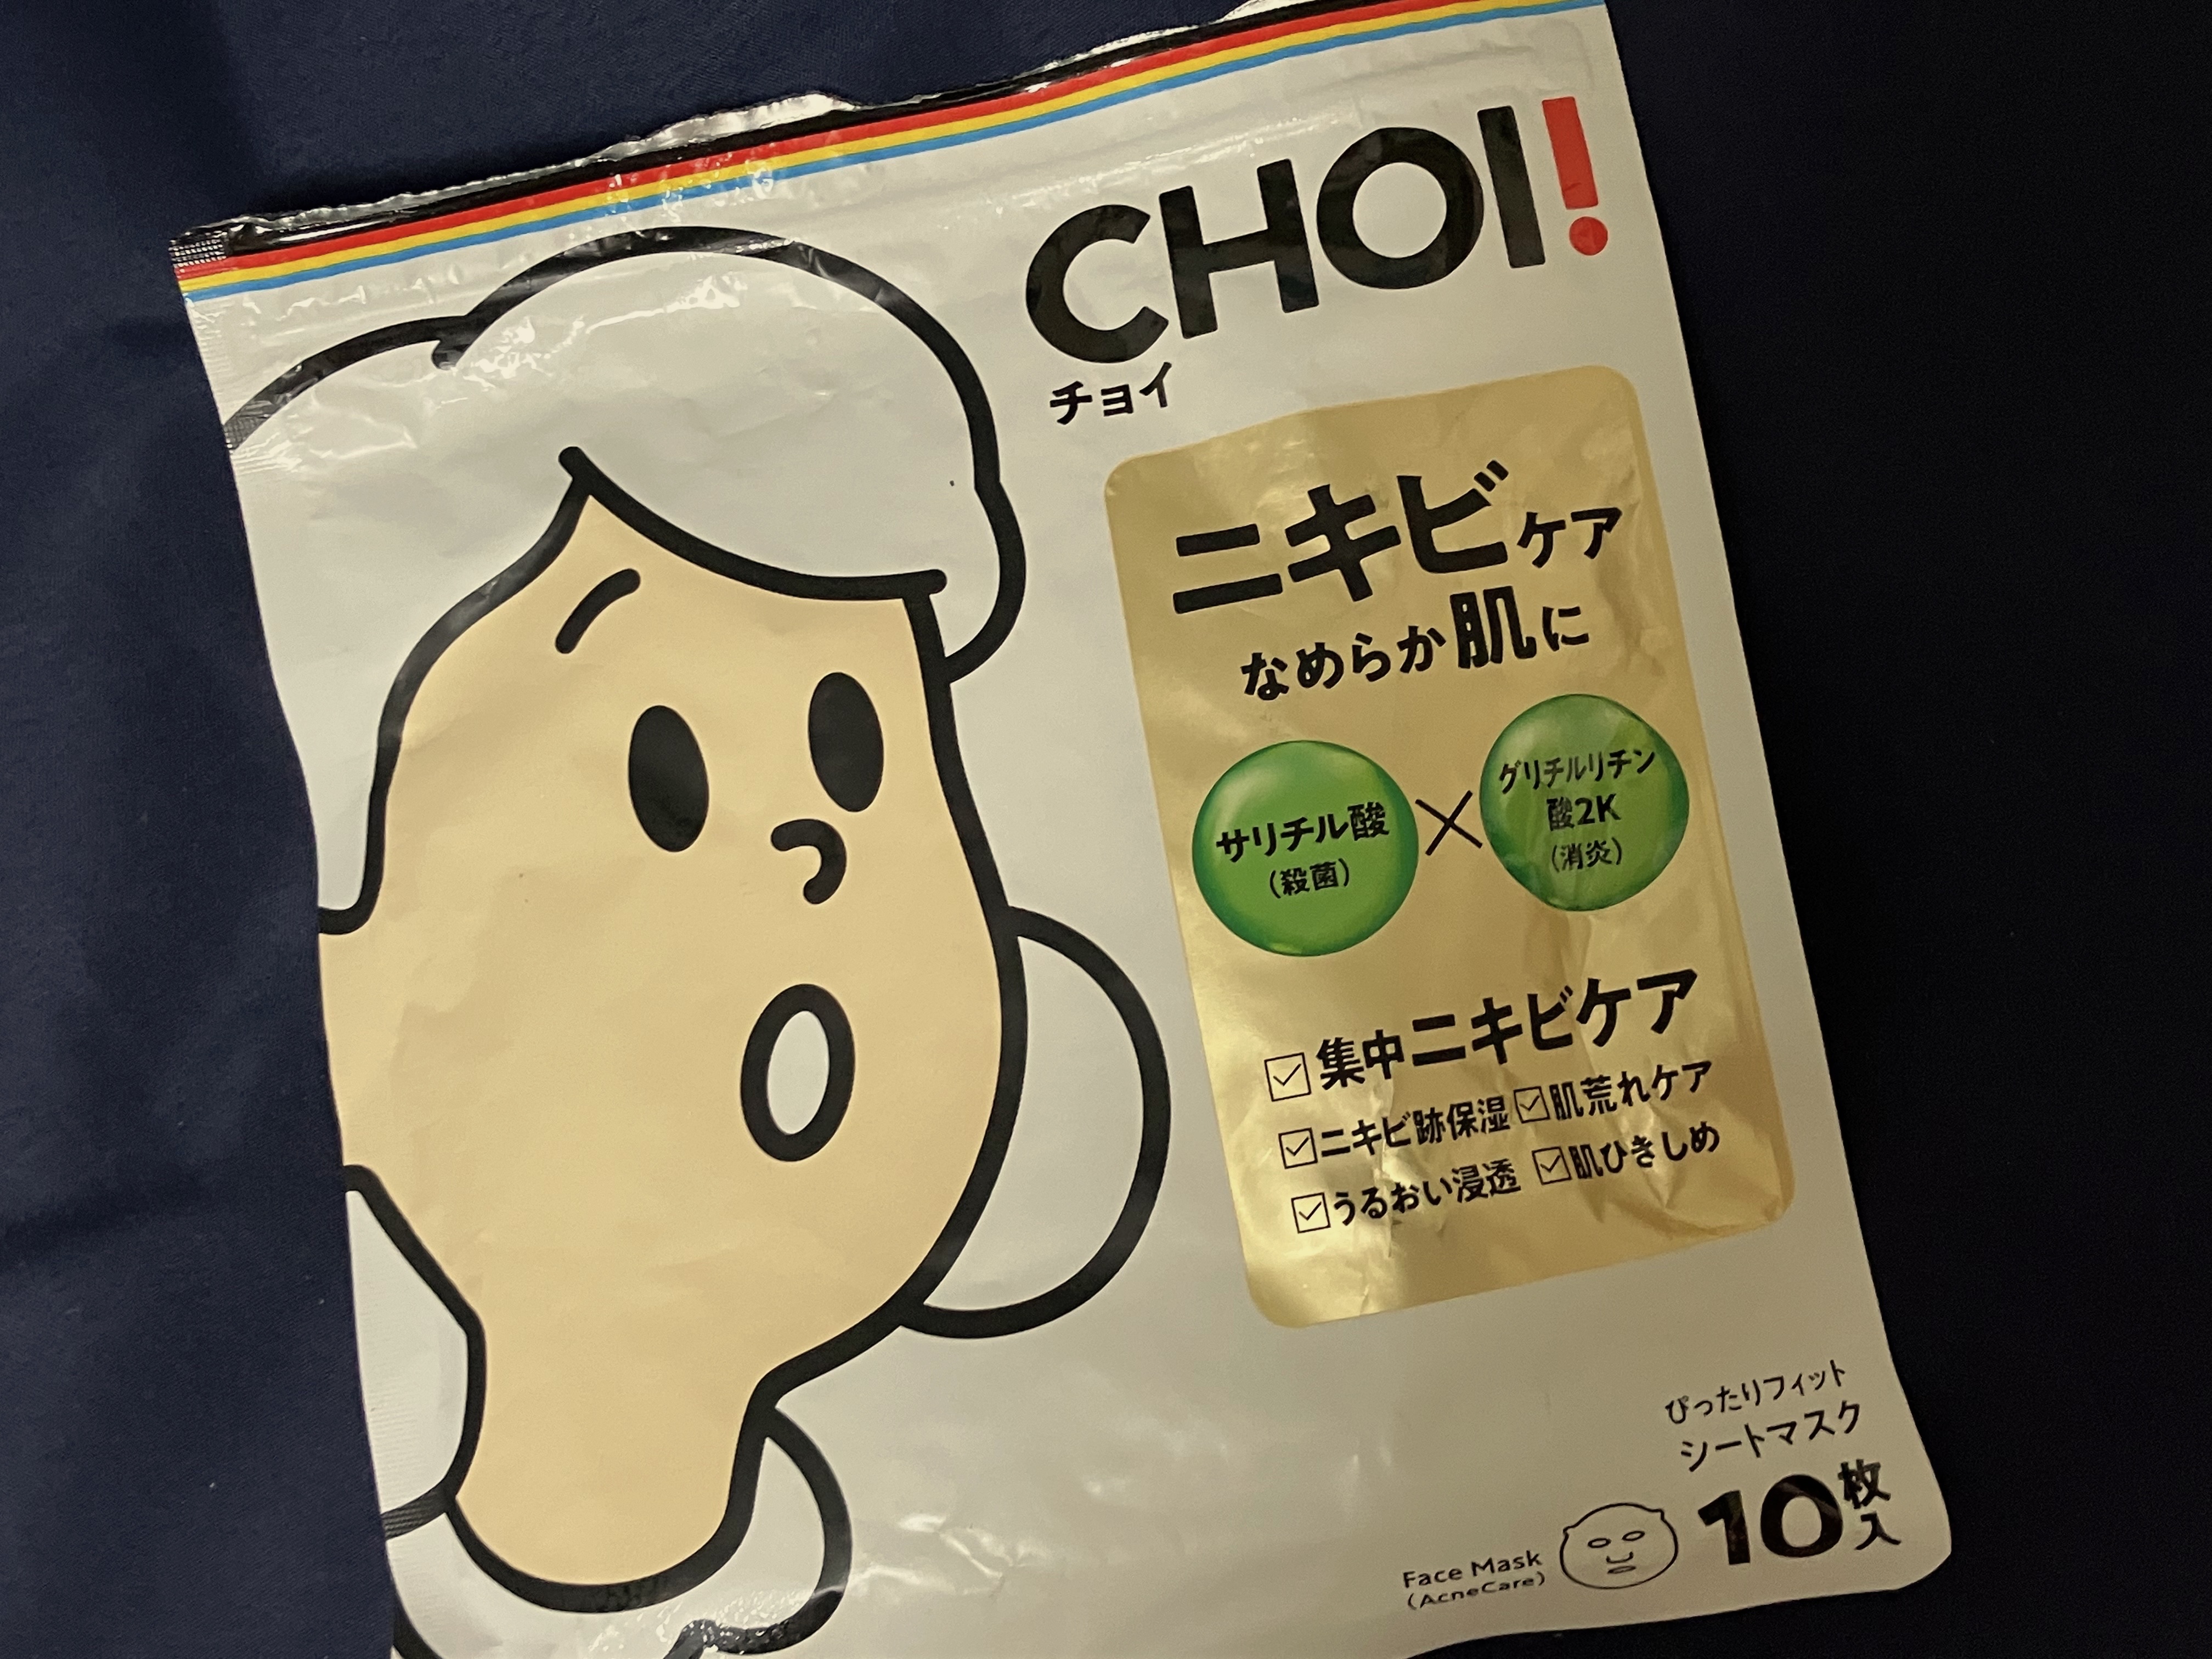 CHOI!
チョイ
ニキビケア
なめらか肌に
サリチル酸
(殺菌)
×
グリチルリチン
酸2K
(消炎)
集中ニキビケア
ニキビ跡保湿 肌荒れケア
うるおい浸透 肌ひきしめ
ぴったりフィット
シートマスク
10枚入
Face Mask
(AcneCare)